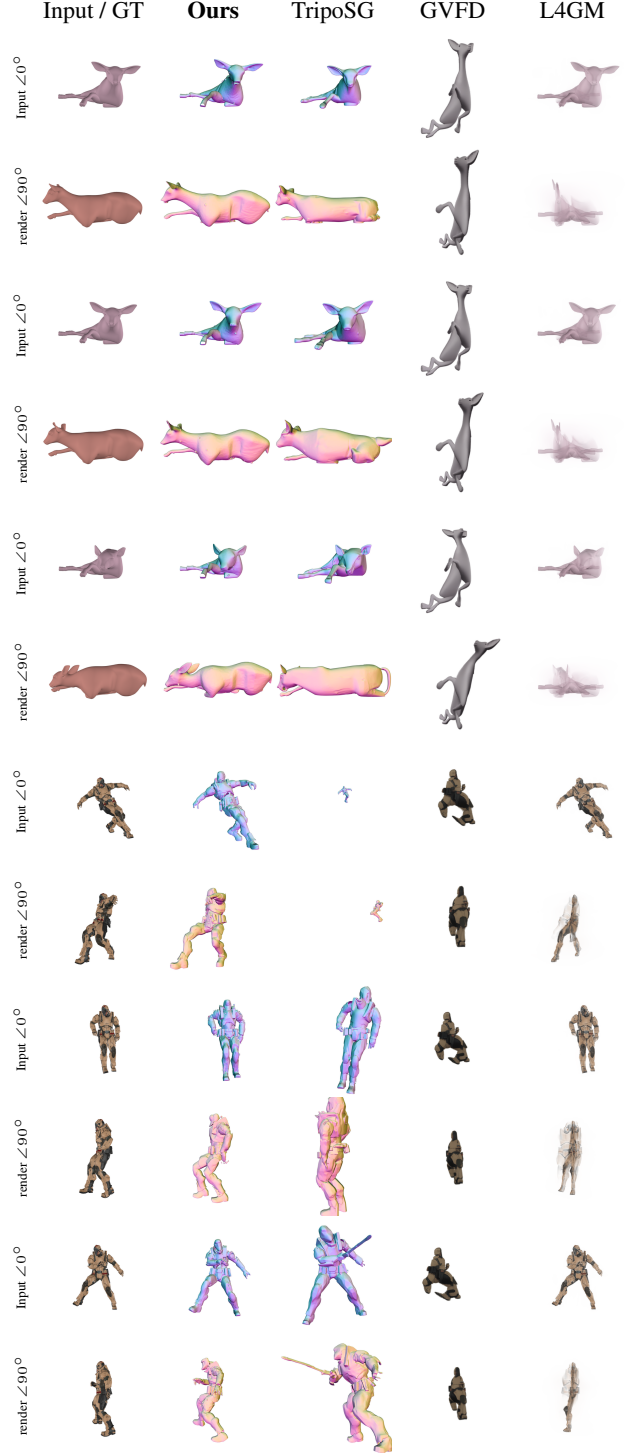 Input / GT Ours TripoSG GVFD L4GM
Input ∠0°
render ∠90°
Input ∠0°
render ∠90°
Input ∠0°
render ∠90°
Input ∠0°
render ∠90°
Input ∠0°
render ∠90°
Input ∠0°
render ∠90°